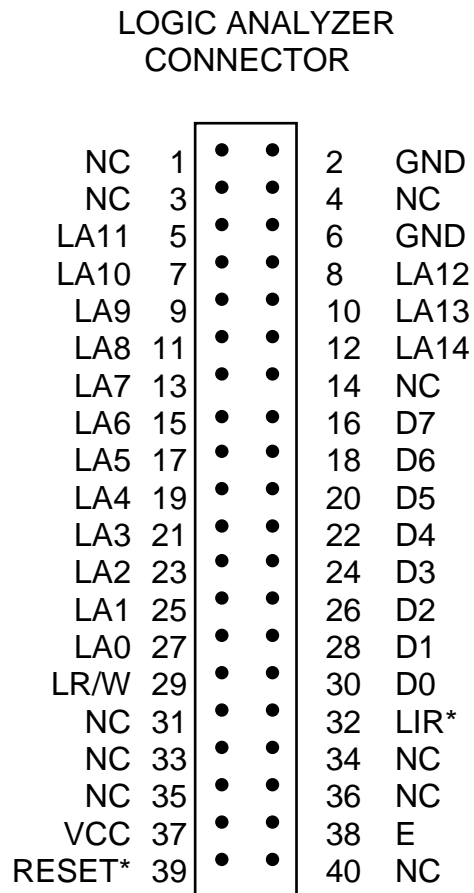 LOGIC ANALYZER
CONNECTOR
NC 1 2 GND
NC 3 4 NC
LA11 5 6 GND
LA10 7 8 LA12
LA9 9 10 LA13
LA8 11 12 LA14
LA7 13 14 NC
LA6 15 16 D7
LA5 17 18 D6
LA4 19 20 D5
LA3 21 22 D4
LA2 23 24 D3
LA1 25 26 D2
LA0 27 28 D1
LR/W 29 30 D0
NC 31 32 LIR*
NC 33 34 NC
NC 35 36 NC
VCC 37 38 E
RESET* 39 40 NC